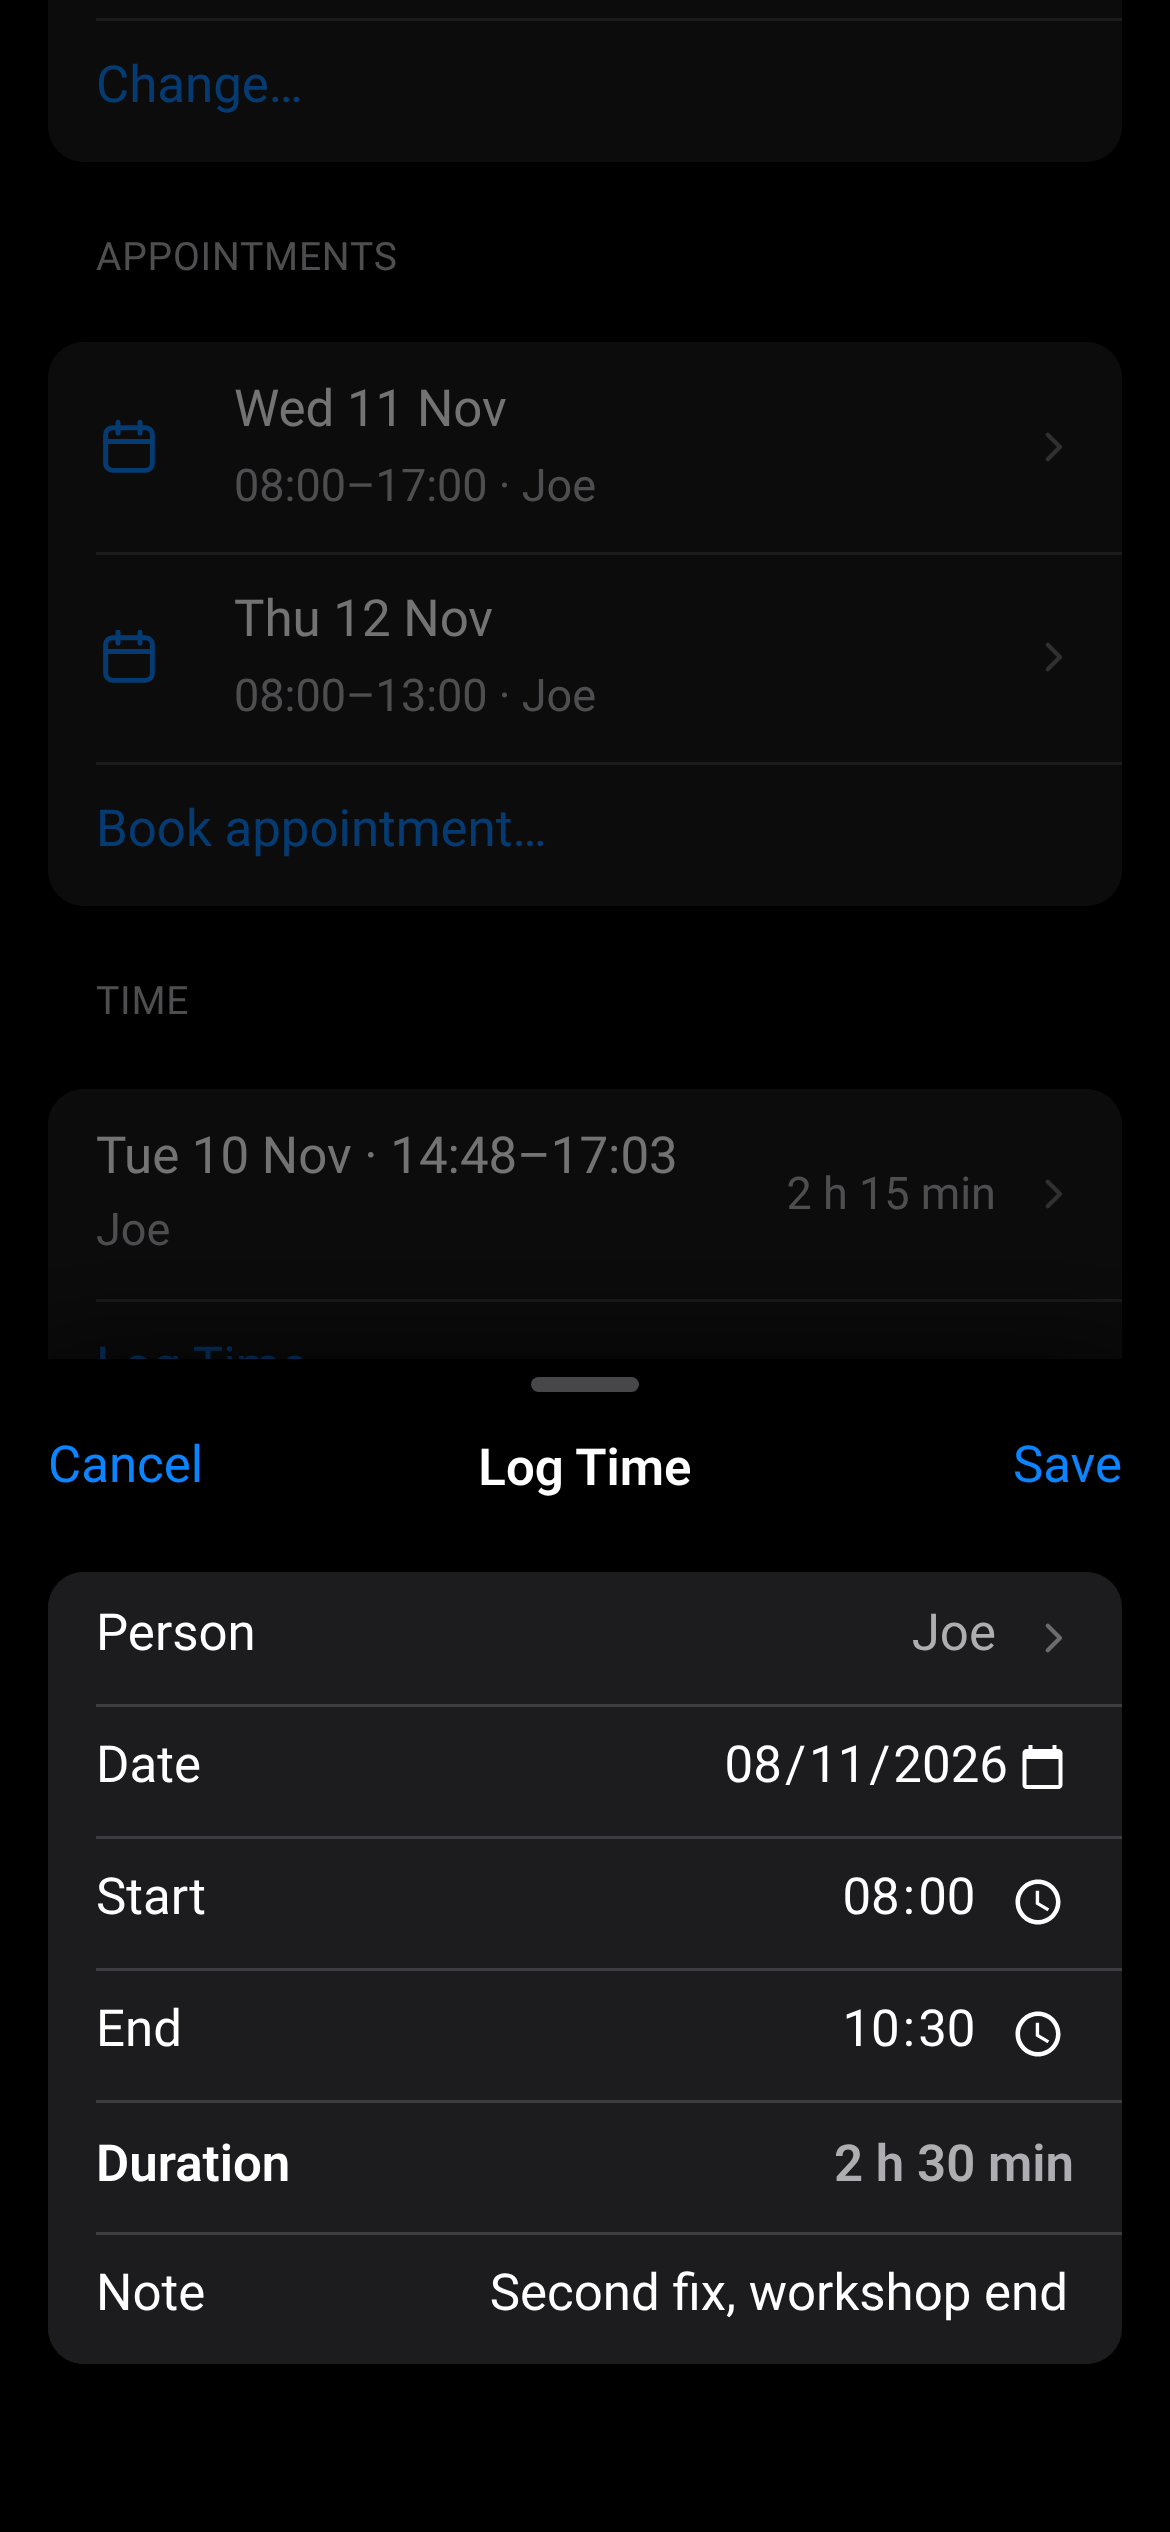 Change...
APPOINTMENTS
Wed 11 Nov
08:00–17:00 · Joe
Thu 12 Nov
08:00–13:00 · Joe
Book appointment...
TIME
Tue 10 Nov · 14:48–17:03
2 h 15 min
Joe
Log Time
Cancel
Log Time
Save
Person
Joe
Date
08/11/2026
Start
08:00
End
10:30
Duration
2 h 30 min
Note
Second fix, workshop end